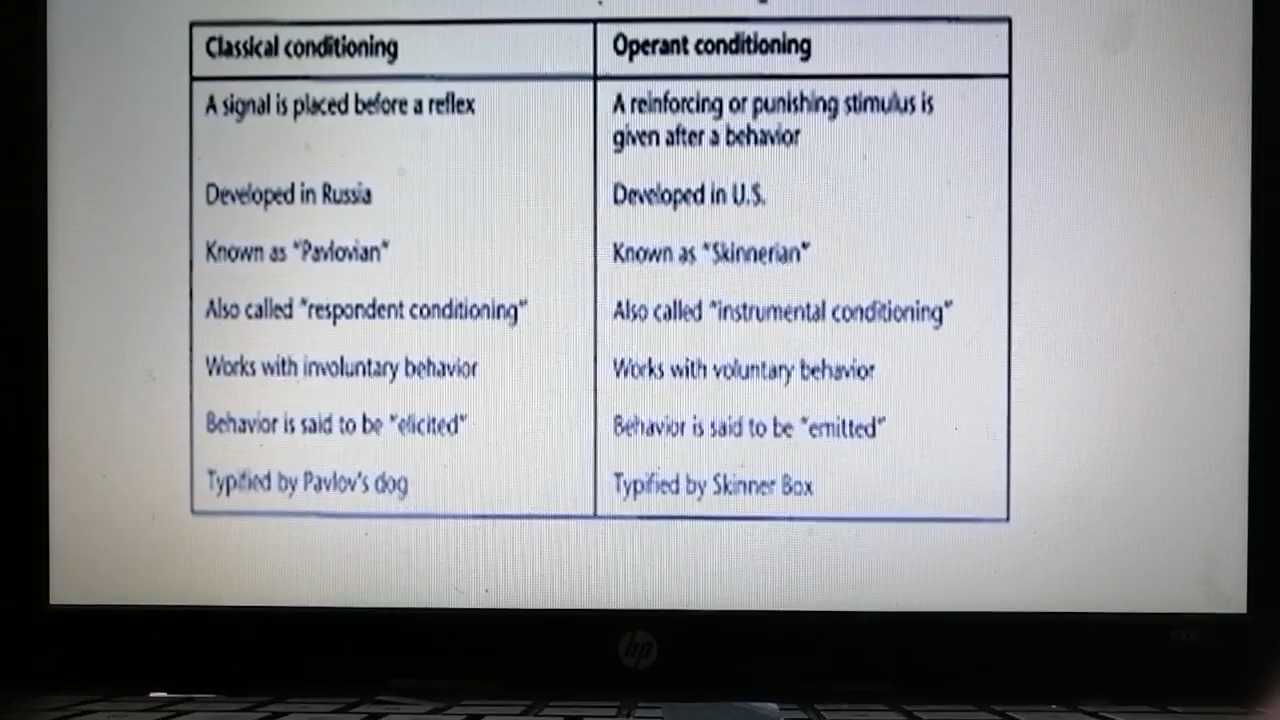 Classical conditioning
Operant conditioning
A signal is placed before a reflex
A reinforcing or punishing stimulus is
given after a behavior
Developed in Russia
Developed in U.S.
Known as "Pavlovian"
Known as "Skinnerian"
Also called "respondent conditioning"
Also called "instrumental conditioning"
Works with involuntary behavior
Works with voluntary behavior
Behavior is said to be "elicited"
Behavior is said to be "emitted"
Typified by Pavlov's dog
Typified by Skinner Box
hp